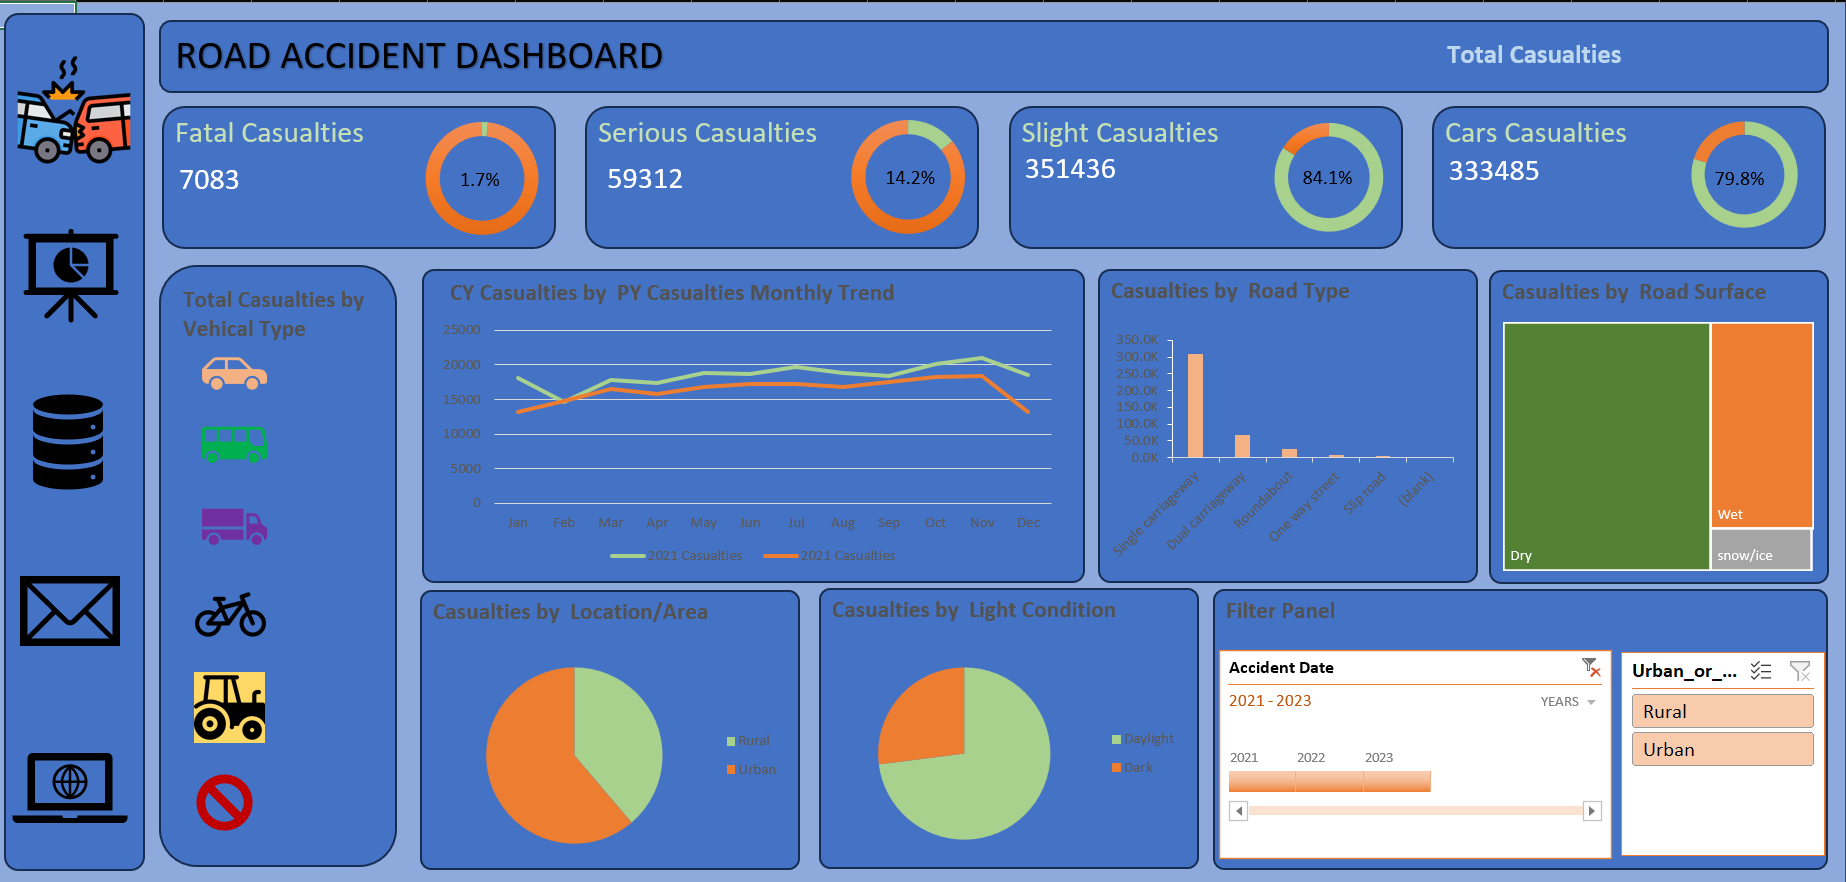 ROAD ACCIDENT DASHBOARD
Total Casualties
Fatal Casualties
7083
1.7%
Serious Casualties
59312
14.2%
Slight Casualties
351436
84.1%
Cars Casualties
333485
79.8%
Total Casualties by
Vehical Type
CY Casualties by PY Casualties Monthly Trend
25000
20000
15000
10000
5000
0
Jan Feb Mar Apr May Jun Jul Aug Sep Oct Nov Dec
2021 Casualties 2021 Casualties
Casualties by Road Type
350.0K
300.0K
250.0K
200.0K
150.0K
100.0K
50.0K
0.0K
Single carriageway
Dual carriageway
Roundabout
One way street
Slip road
(blank)
Casualties by Road Surface
Dry
Wet
snow/ice
Casualties by Location/Area
Rural
Urban
Casualties by Light Condition
Daylight
Dark
Filter Panel
Accident Date
2021 - 2023
YEARS
2021 2022 2023
Urban_or_...
Rural
Urban